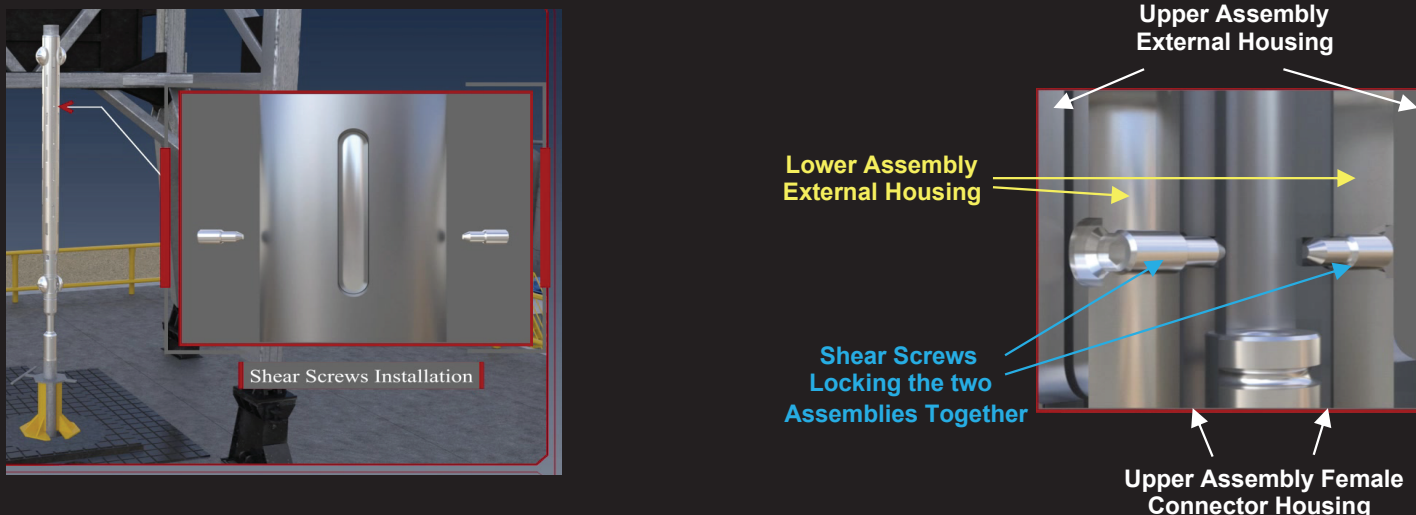 Shear Screws Installation
Upper Assembly
External Housing
Lower Assembly
External Housing
Shear Screws
Locking the two
Assemblies Together
Upper Assembly Female
Connector Housing